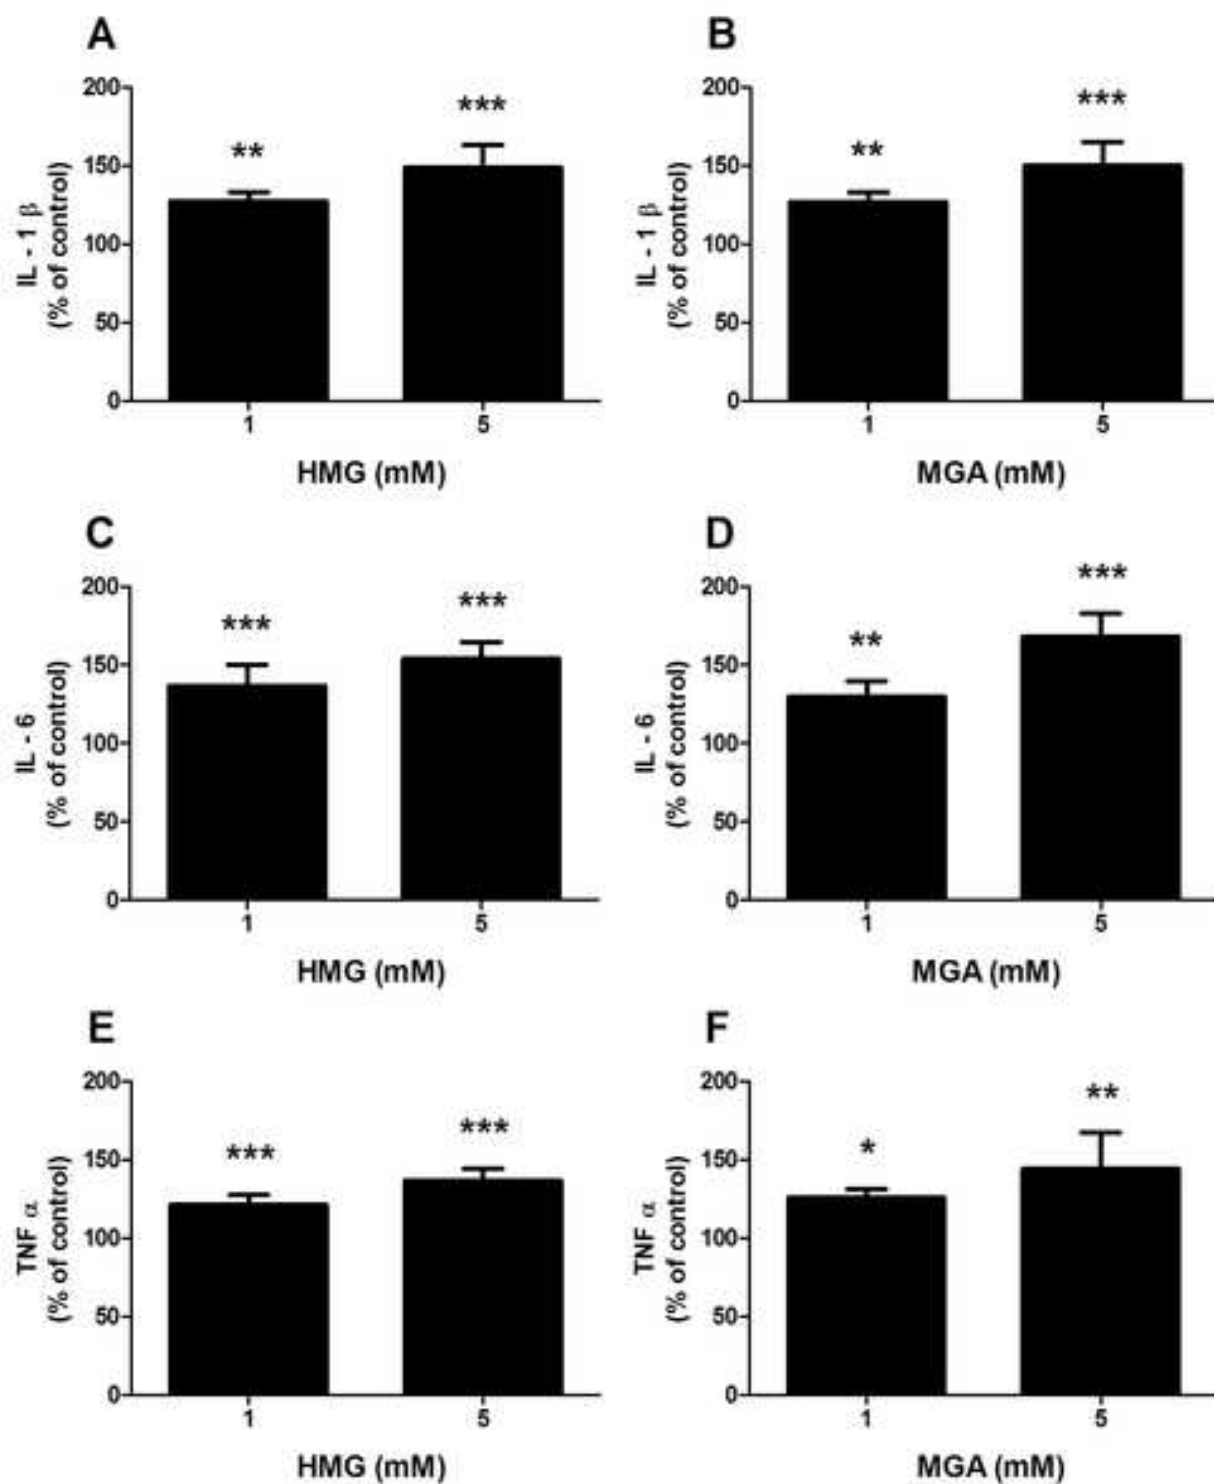 A
IL - 1 β
(% of control)
200
150
100
50
0
**
***
1
5
HMG (mM)
B
IL - 1 β
(% of control)
200
150
100
50
0
**
***
1
5
MGA (mM)
C
IL - 6
(% of control)
200
150
100
50
0
***
***
1
5
HMG (mM)
D
IL - 6
(% of control)
200
150
100
50
0
**
***
1
5
MGA (mM)
E
TNF α
(% of control)
200
150
100
50
0
***
***
1
5
HMG (mM)
F
TNF α
(% of control)
200
150
100
50
0
*
**
1
5
MGA (mM)